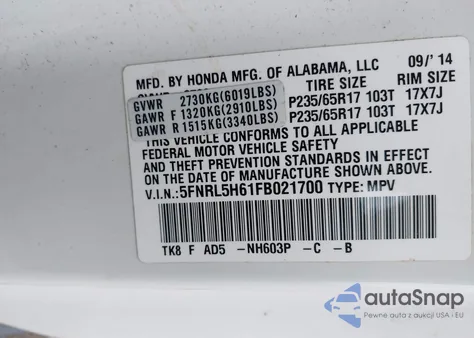 MFD. BY HONDA MFG. OF ALABAMA, LLC 09/'14
TIRE SIZE RIM SIZE
GVWR 2730KG(6019LBS)
GAWR F 1320KG(2910LBS) P235/65R17 103T 17X7J
GAWR R 1515KG(3340LBS) P235/65R17 103T 17X7J
THIS VEHICLE CONFORMS TO ALL APPLICABLE
FEDERAL MOTOR VEHICLE SAFETY
AND THEFT PREVENTION STANDARDS IN EFFECT
ON THE DATE OF MANUFACTURE SHOWN ABOVE.
V.I.N.:5FNRL5H61FB021700 TYPE: MPV
TK8 F AD5 -NH603P -C -B
autoSnap
Pewne auta z USA i EU